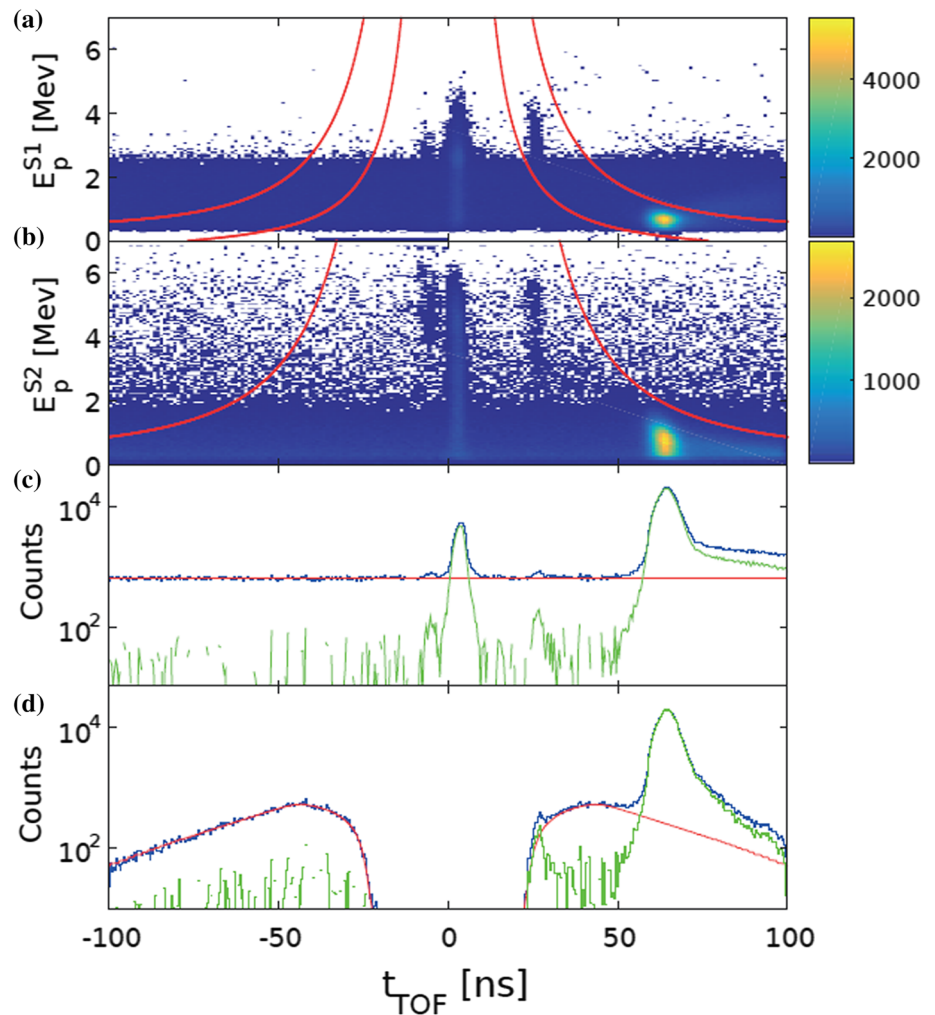 (a)
6
4
2
0
E_p^S1 [Mev]
4000
2000
(b)
6
4
2
0
E_p^S2 [Mev]
2000
1000
(c)
10^4
10^2
Counts
(d)
10^4
10^2
Counts
-100 -50 0 50 100
t_TOF [ns]